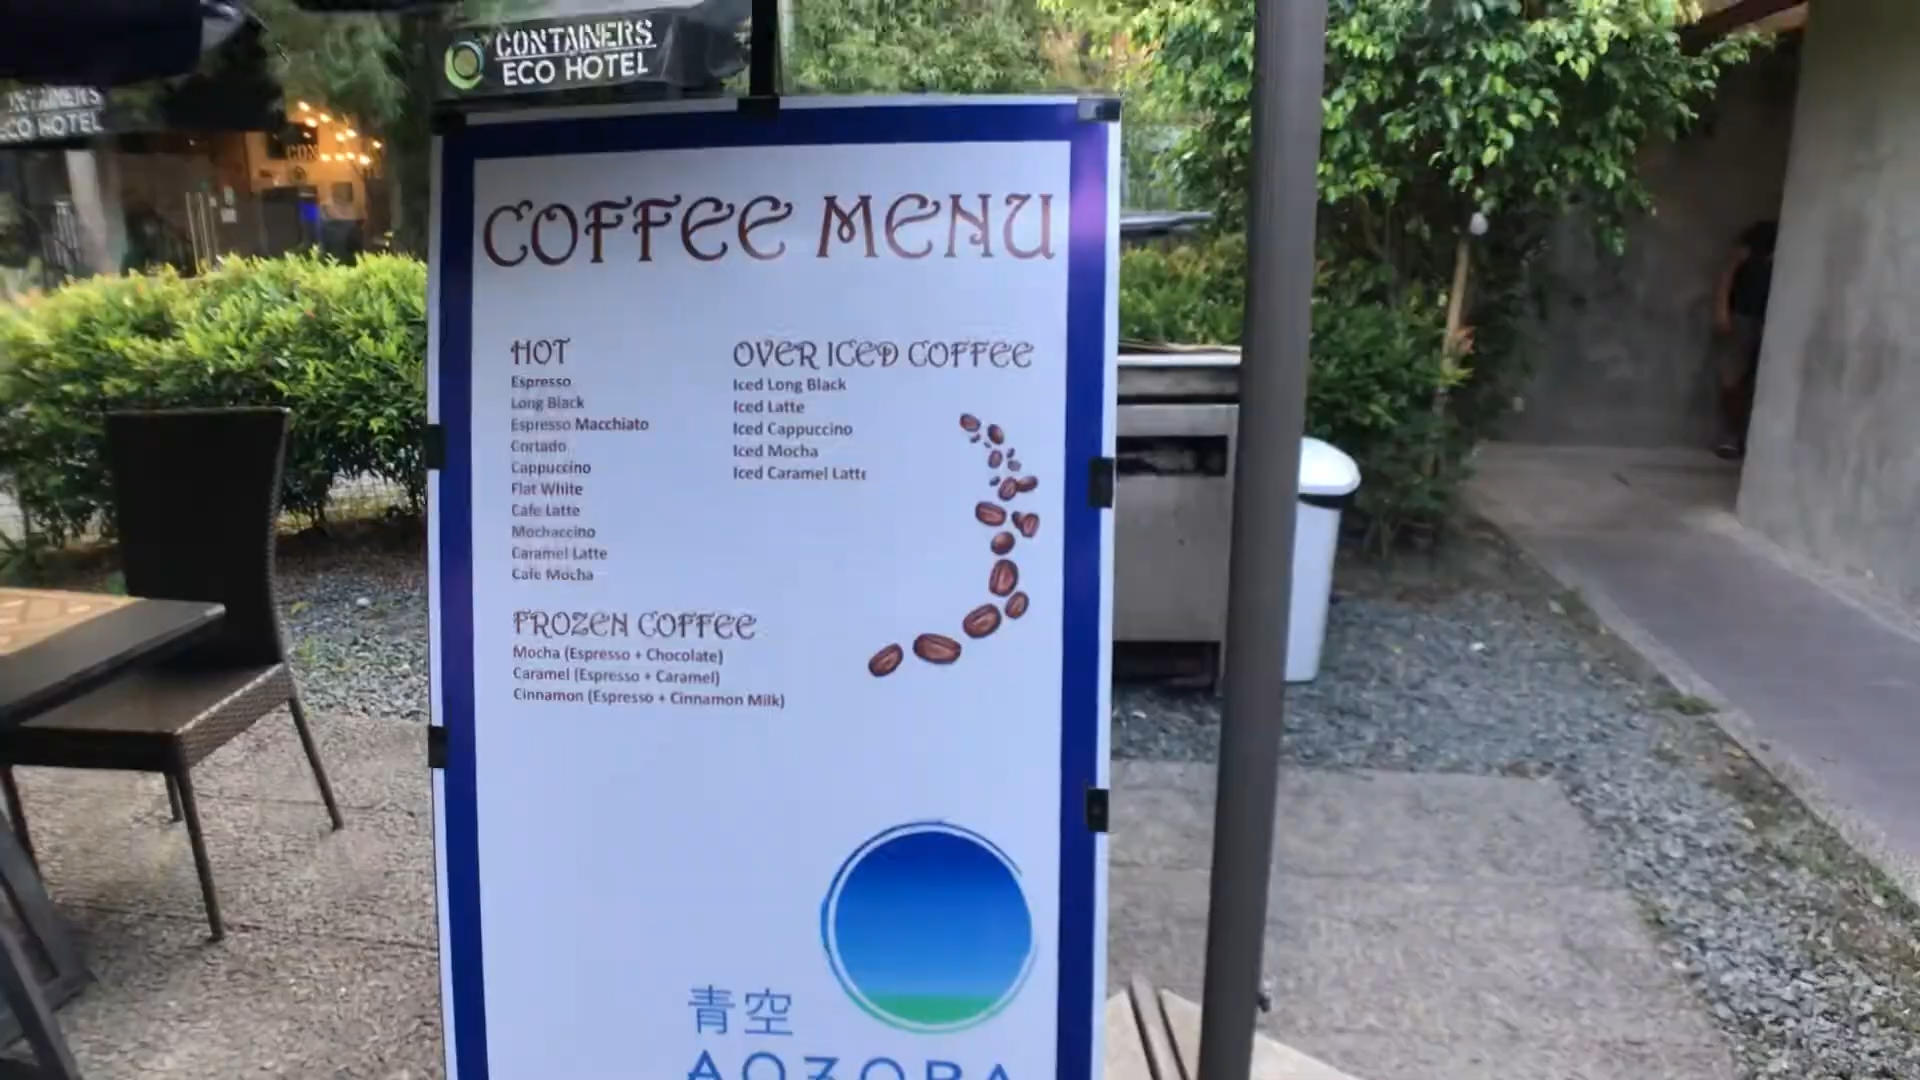 CONTAINERS
ECO HOTEL
ECO HOTEL
COFFEE MENU
HOT
Espresso
Long Black
Espresso Macchiato
Cortado
Cappuccino
Flat White
Cafe Latte
Mochaccino
Caramel Latte
Cafe Mocha
OVER ICED COFFEE
Iced Long Black
Iced Latte
Iced Cappuccino
Iced Mocha
Iced Caramel Latte
FROZEN COFFEE
Mocha (Espresso + Chocolate)
Caramel (Espresso + Caramel)
Cinnamon (Espresso + Cinnamon Milk)
青空
AOZORA